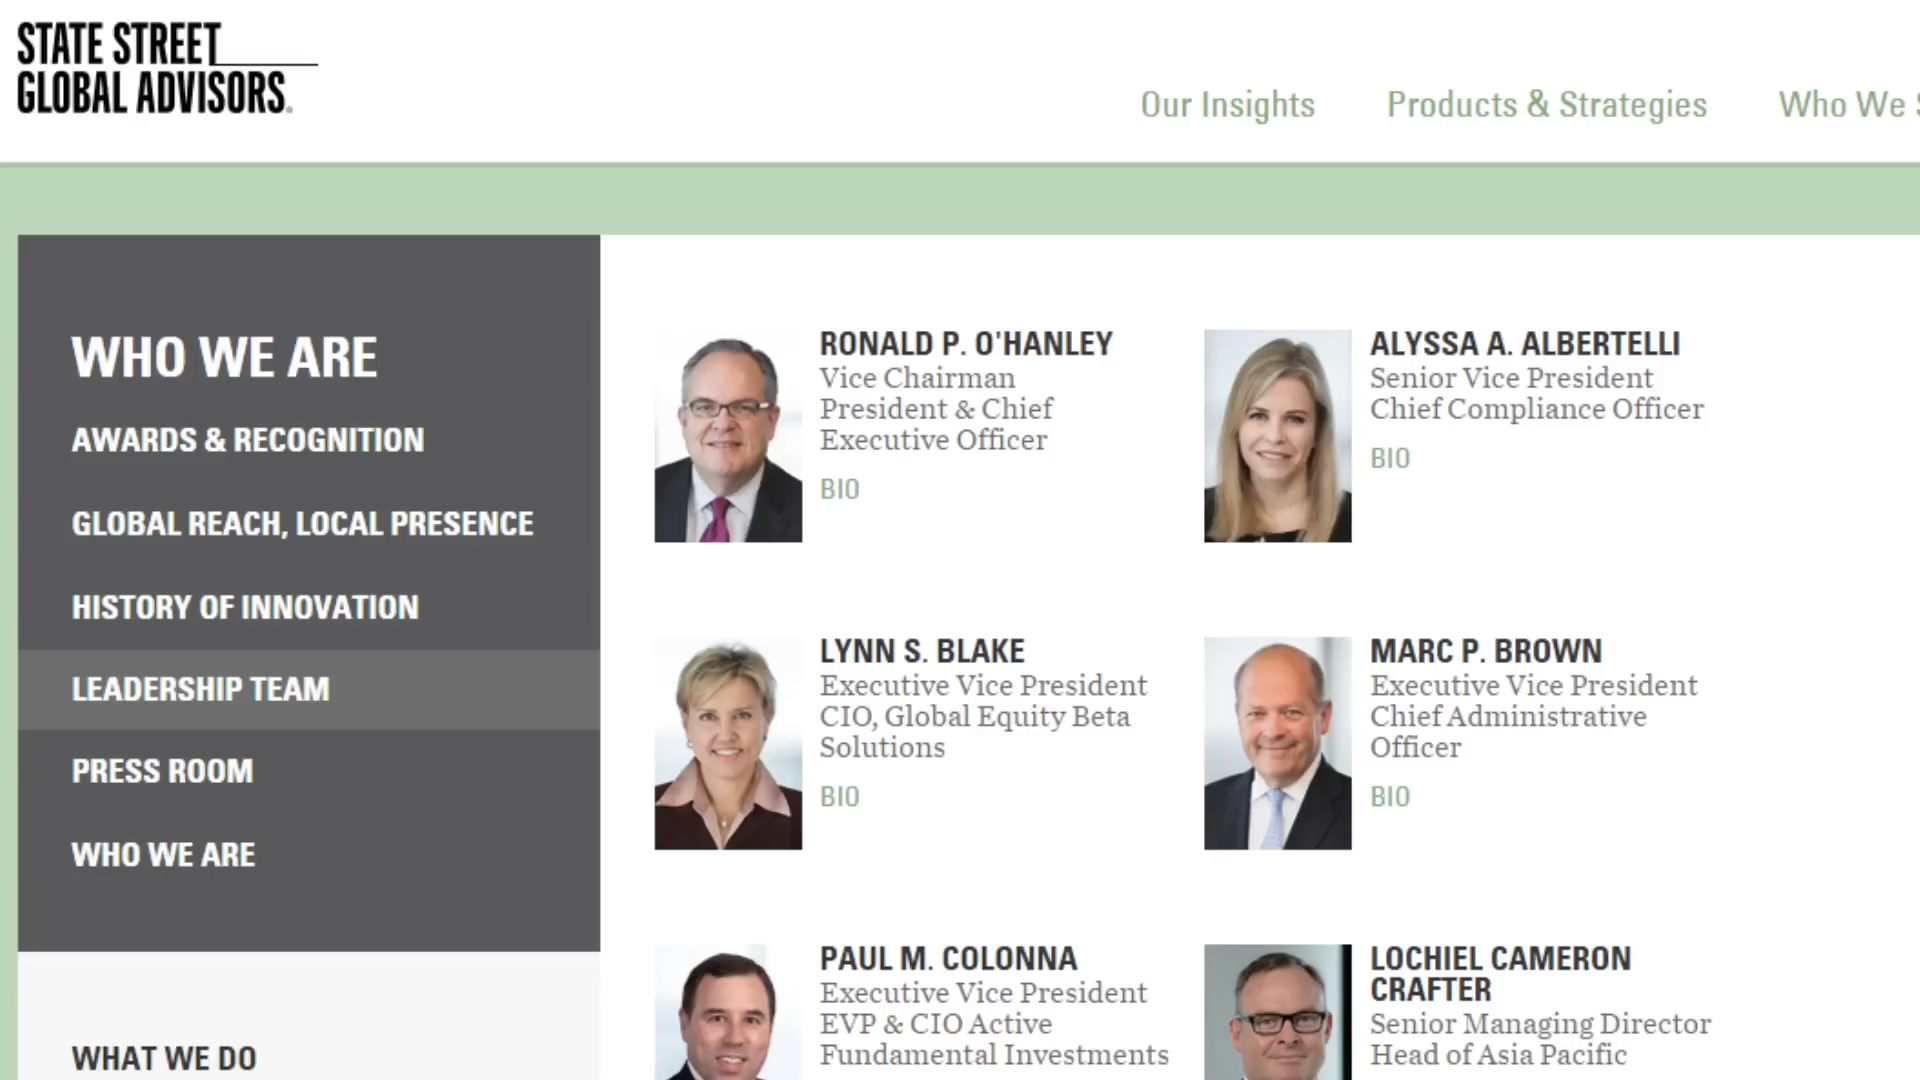 STATE STREET
GLOBAL ADVISORS.
Our Insights
Products & Strategies
Who We
WHO WE ARE
AWARDS & RECOGNITION
GLOBAL REACH, LOCAL PRESENCE
HISTORY OF INNOVATION
LEADERSHIP TEAM
PRESS ROOM
WHO WE ARE
WHAT WE DO
RONALD P. O'HANLEY
Vice Chairman
President & Chief
Executive Officer
BIO
ALYSSA A. ALBERTELLI
Senior Vice President
Chief Compliance Officer
BIO
LYNN S. BLAKE
Executive Vice President
CIO, Global Equity Beta
Solutions
BIO
MARC P. BROWN
Executive Vice President
Chief Administrative
Officer
BIO
PAUL M. COLONNA
Executive Vice President
EVP & CIO Active
Fundamental Investments
LOCHIEL CAMERON
CRAFTER
Senior Managing Director
Head of Asia Pacific